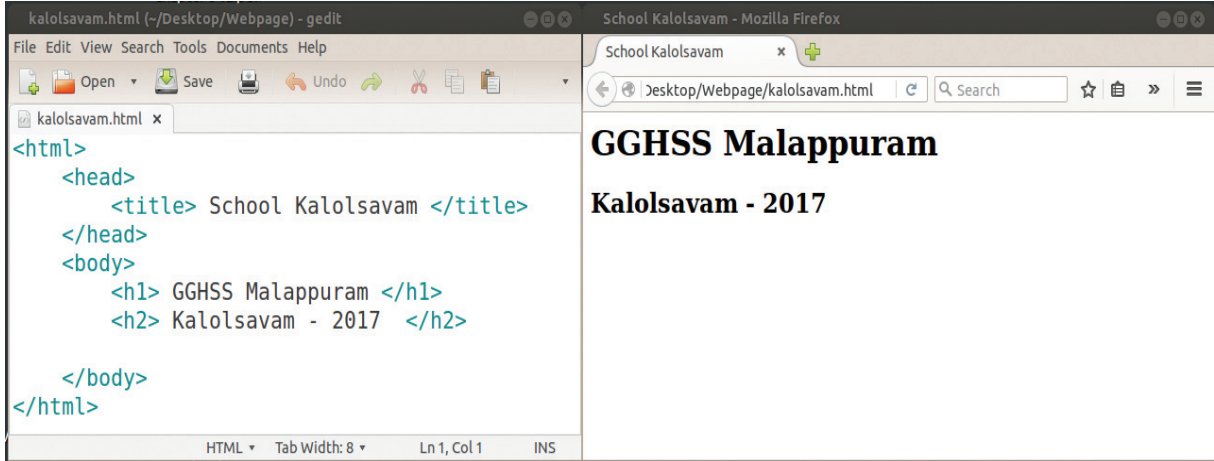 kalolsavam.html (~/Desktop/Webpage) - gedit
File Edit View Search Tools Documents Help
Open Save Undo
kalolsavam.html ×
<html>
<head>
<title> School Kalolsavam </title>
</head>
<body>
<h1> GGHSS Malappuram </h1>
<h2> Kalolsavam - 2017 </h2>
</body>
</html>
HTML Tab Width: 8 Ln 1, Col 1 INS
School Kalolsavam - Mozilla Firefox
School Kalolsavam ×
Desktop/Webpage/kalolsavam.html Search »
GGHSS Malappuram
Kalolsavam - 2017